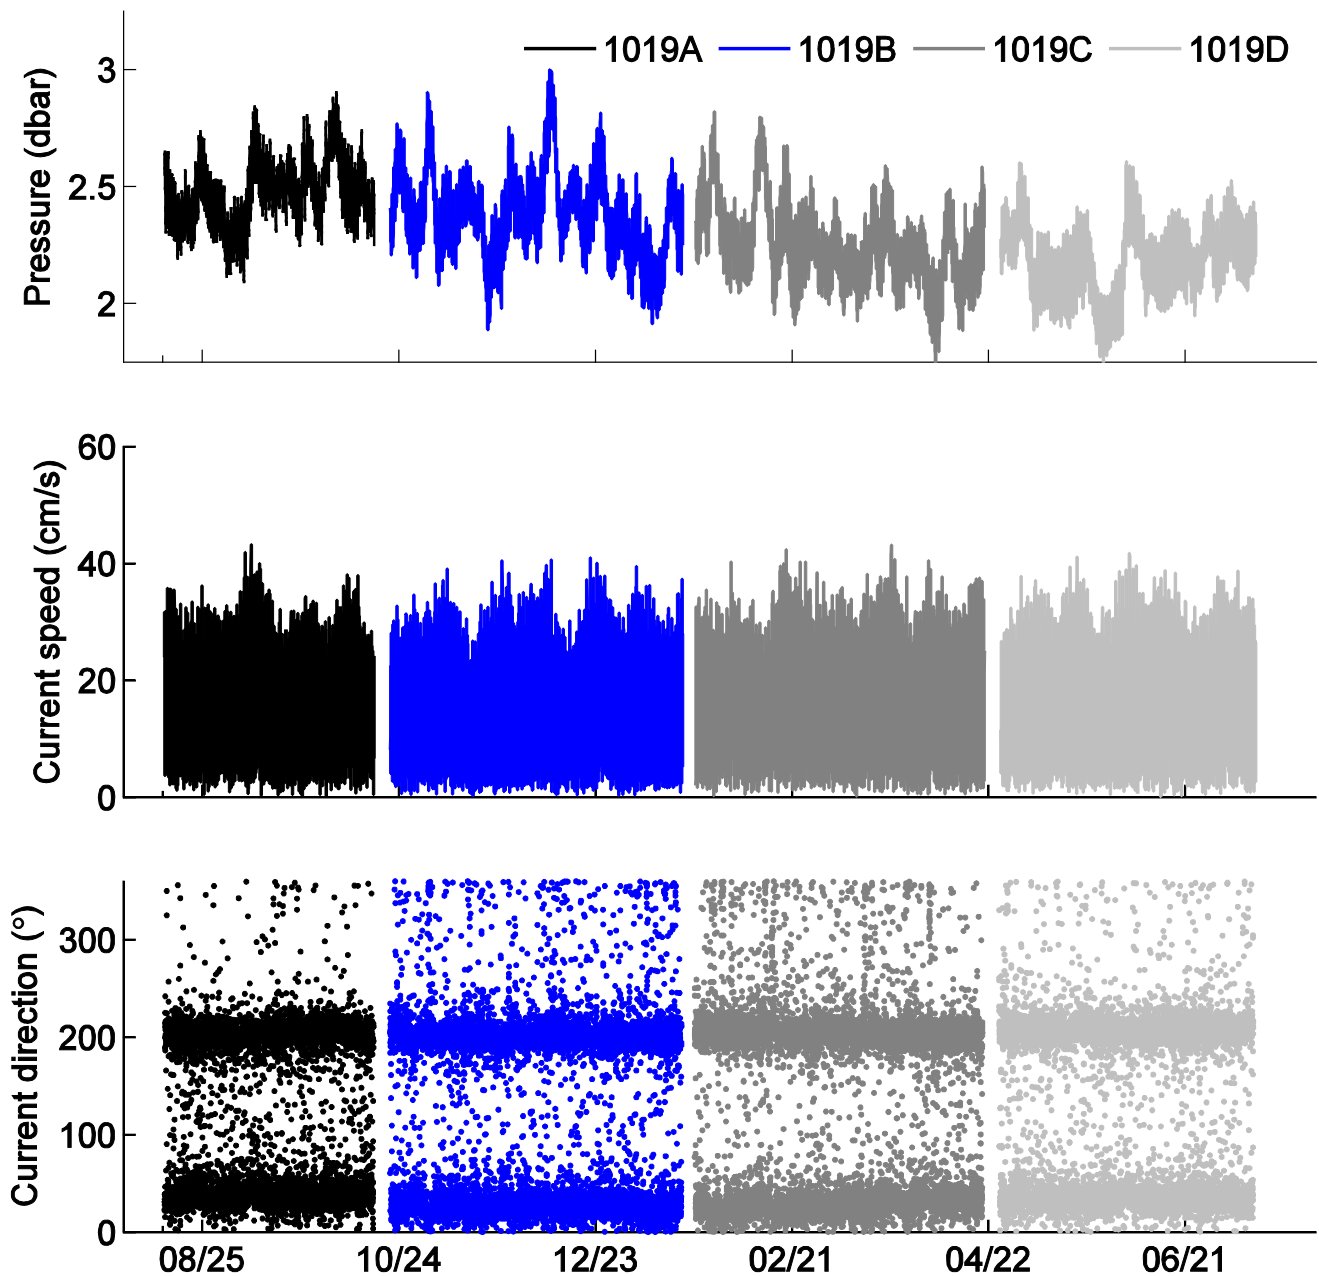 1019A 1019B 1019C 1019D
Pressure (dbar)
3
2.5
2
Current speed (cm/s)
60
40
20
0
Current direction (°)
300
200
100
0
08/25 10/24 12/23 02/21 04/22 06/21